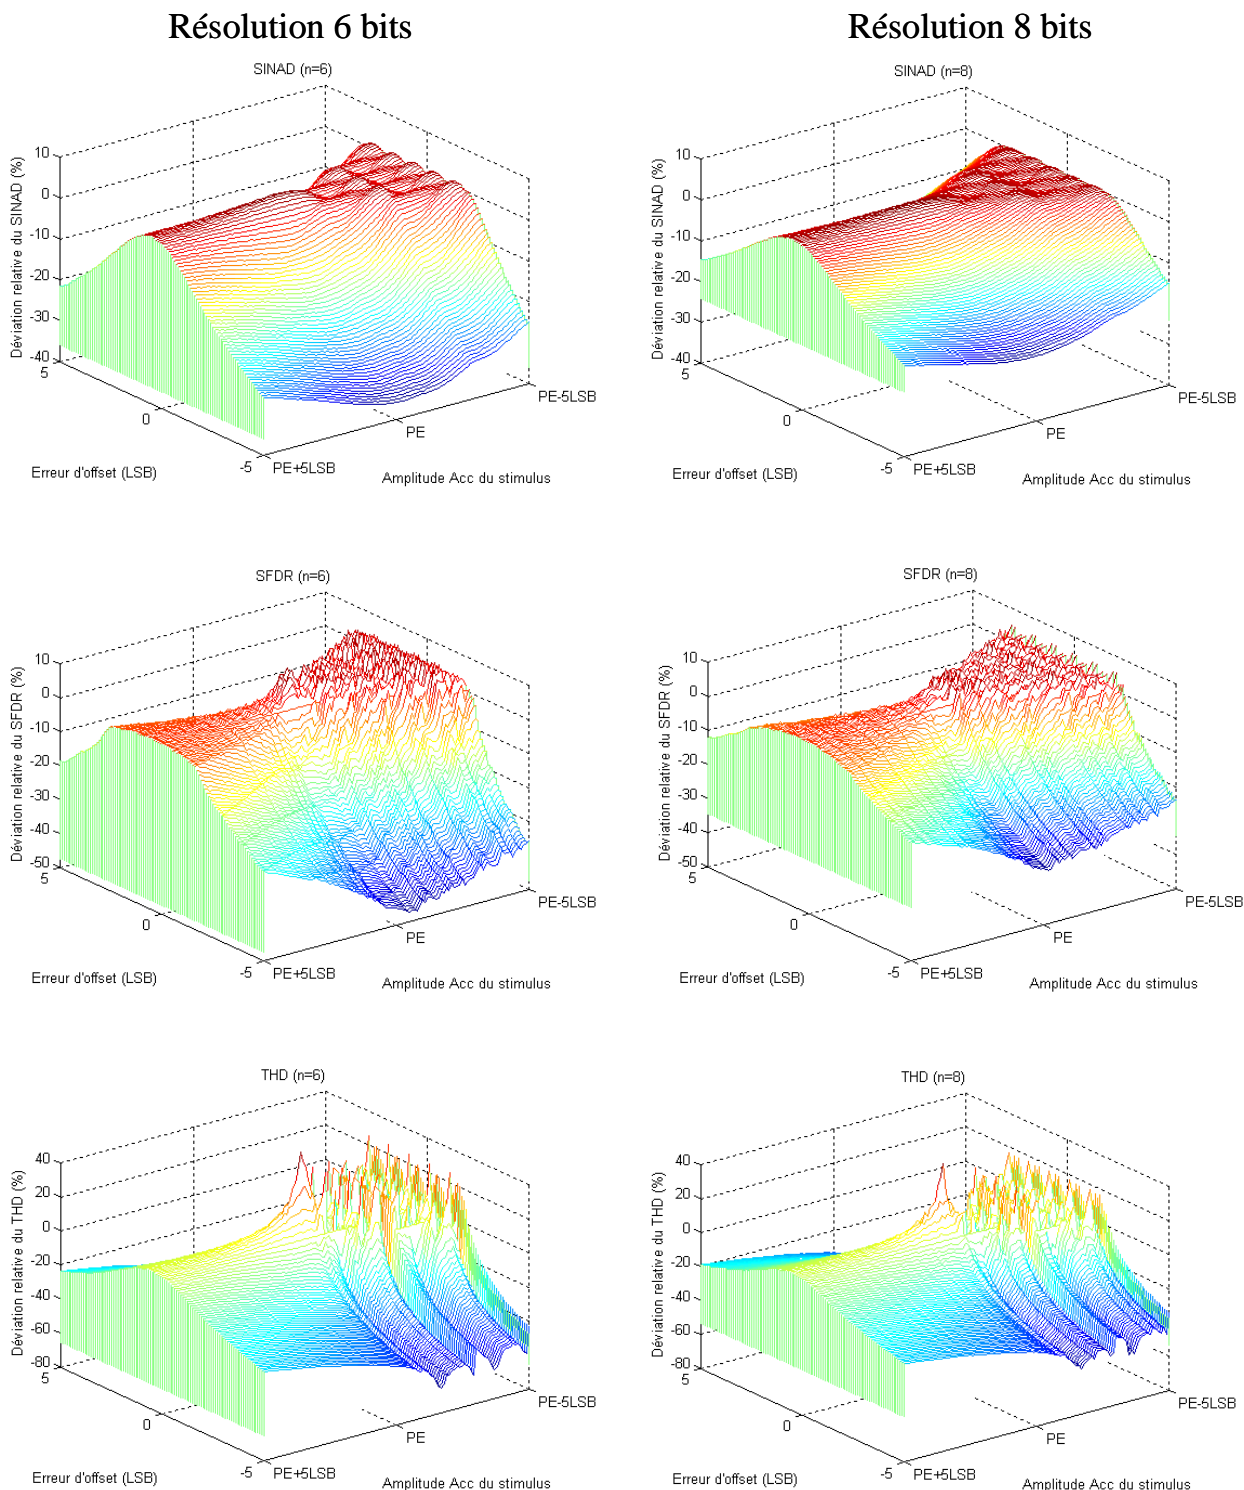 Résolution 6 bits
Résolution 8 bits
SINAD (n=6)
Déviation relative du SINAD (%)
10
0
-10
-20
-30
-40
5
0
-5
PE+5LSB
PE
PE-5LSB
Erreur d'offset (LSB)
Amplitude Acc du stimulus
SINAD (n=8)
Déviation relative du SINAD (%)
10
0
-10
-20
-30
-40
5
0
-5
PE+5LSB
PE
PE-5LSB
Erreur d'offset (LSB)
Amplitude Acc du stimulus
SFDR (n=6)
Déviation relative du SFDR (%)
10
0
-10
-20
-30
-40
-50
5
0
-5
PE+5LSB
PE
PE-5LSB
Erreur d'offset (LSB)
Amplitude Acc du stimulus
SFDR (n=8)
Déviation relative du SFDR (%)
10
0
-10
-20
-30
-40
-50
5
0
-5
PE+5LSB
PE
PE-5LSB
Erreur d'offset (LSB)
Amplitude Acc du stimulus
THD (n=6)
Déviation relative du THD (%)
40
20
0
-20
-40
-60
-80
5
0
-5
PE+5LSB
PE
PE-5LSB
Erreur d'offset (LSB)
Amplitude Acc du stimulus
THD (n=8)
Déviation relative du THD (%)
40
20
0
-20
-40
-60
-80
5
0
-5
PE+5LSB
PE
PE-5LSB
Erreur d'offset (LSB)
Amplitude Acc du stimulus